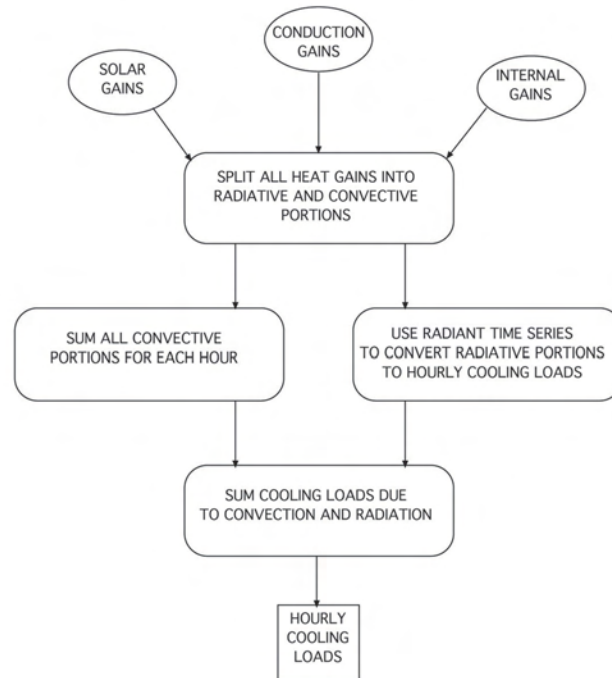 CONDUCTION
GAINS
SOLAR
GAINS
INTERNAL
GAINS
SPLIT ALL HEAT GAINS INTO
RADIATIVE AND CONVECTIVE
PORTIONS
SUM ALL CONVECTIVE
PORTIONS FOR EACH HOUR
USE RADIANT TIME SERIES
TO CONVERT RADIATIVE PORTIONS
TO HOURLY COOLING LOADS
SUM COOLING LOADS DUE
TO CONVECTION AND RADIATION
HOURLY
COOLING
LOADS